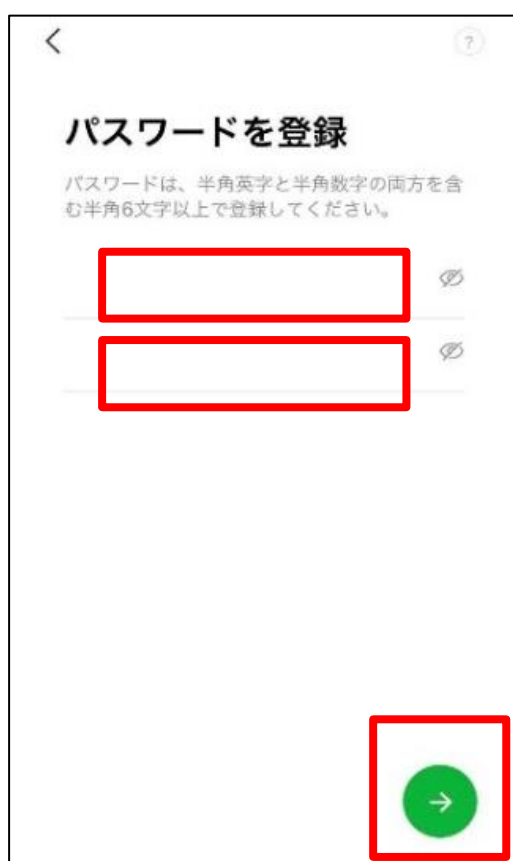 ?
パスワードを登録
パスワードは、半角英字と半角数字の両方を含
む半角6文字以上で登録してください。